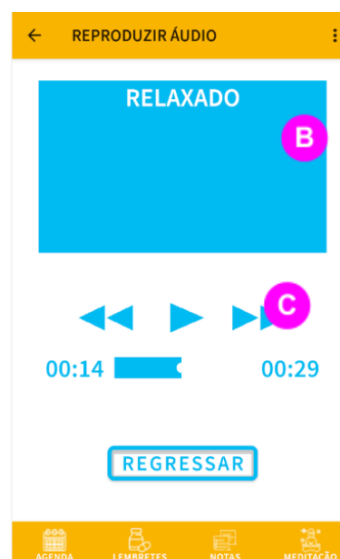 REPRODUZIR ÁUDIO
RELAXADO
B
C
00:14 00:29
REGRESSAR
AGENDA LEMBRETES NOTAS MEDITAÇÃO